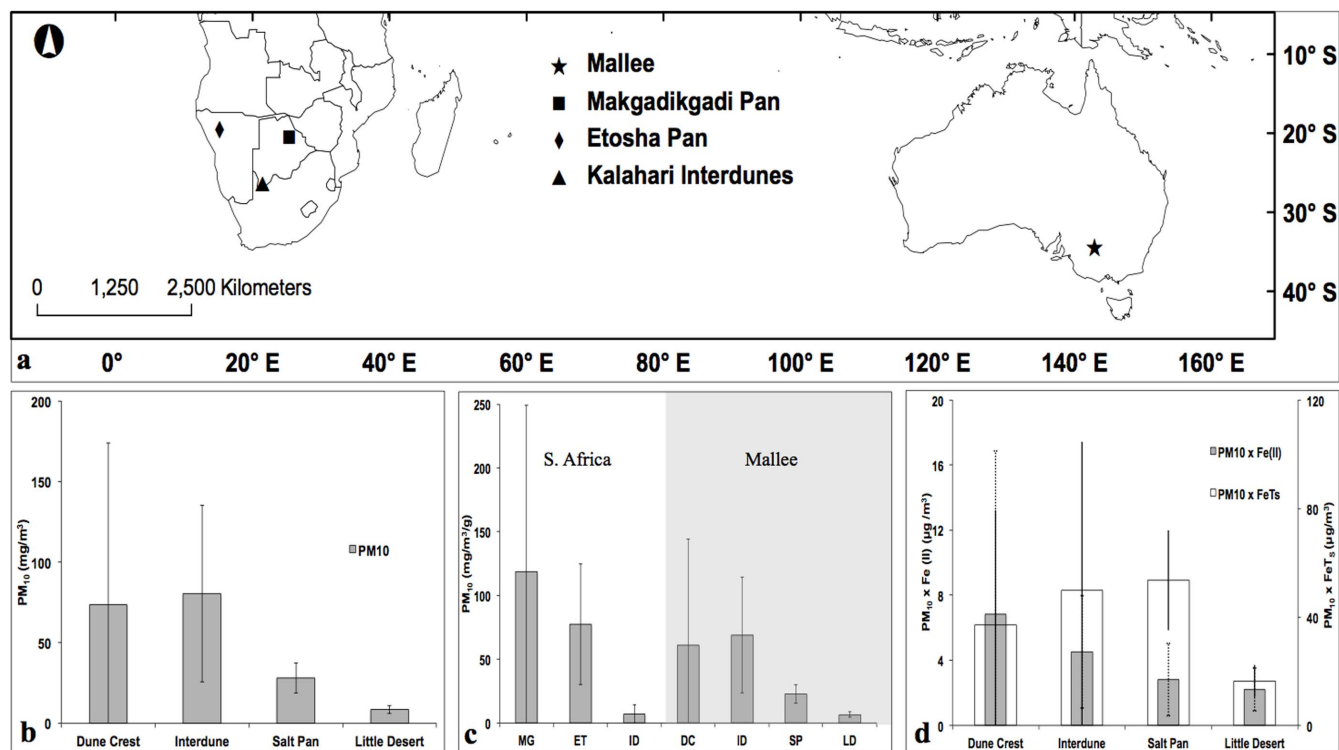 Mallee
Makgadikgadi Pan
Etosha Pan
Kalahari Interdunes
0 1,250 2,500 Kilometers
10° S
20° S
30° S
40° S
a 0° 20° E 40° E 60° E 80° E 100° E 120° E 140° E 160° E
PM₁₀ (mg/m³)
200
150
100
50
0
PM10
Dune Crest Interdune Salt Pan Little Desert
b
PM₁₀ (mg/m³/g)
250
200
150
100
50
0
S. Africa Mallee
MG ET ID DC ID SP LD
c
PM₁₀ x Fe (II) (µg /m³)
20
16
12
8
4
0
PM10 x Fe(II)
PM10 x FeTs
120
80
40
0
PM₁₀ x FeTₛ (µg/m³)
Dune Crest Interdune Salt Pan Little Desert
d